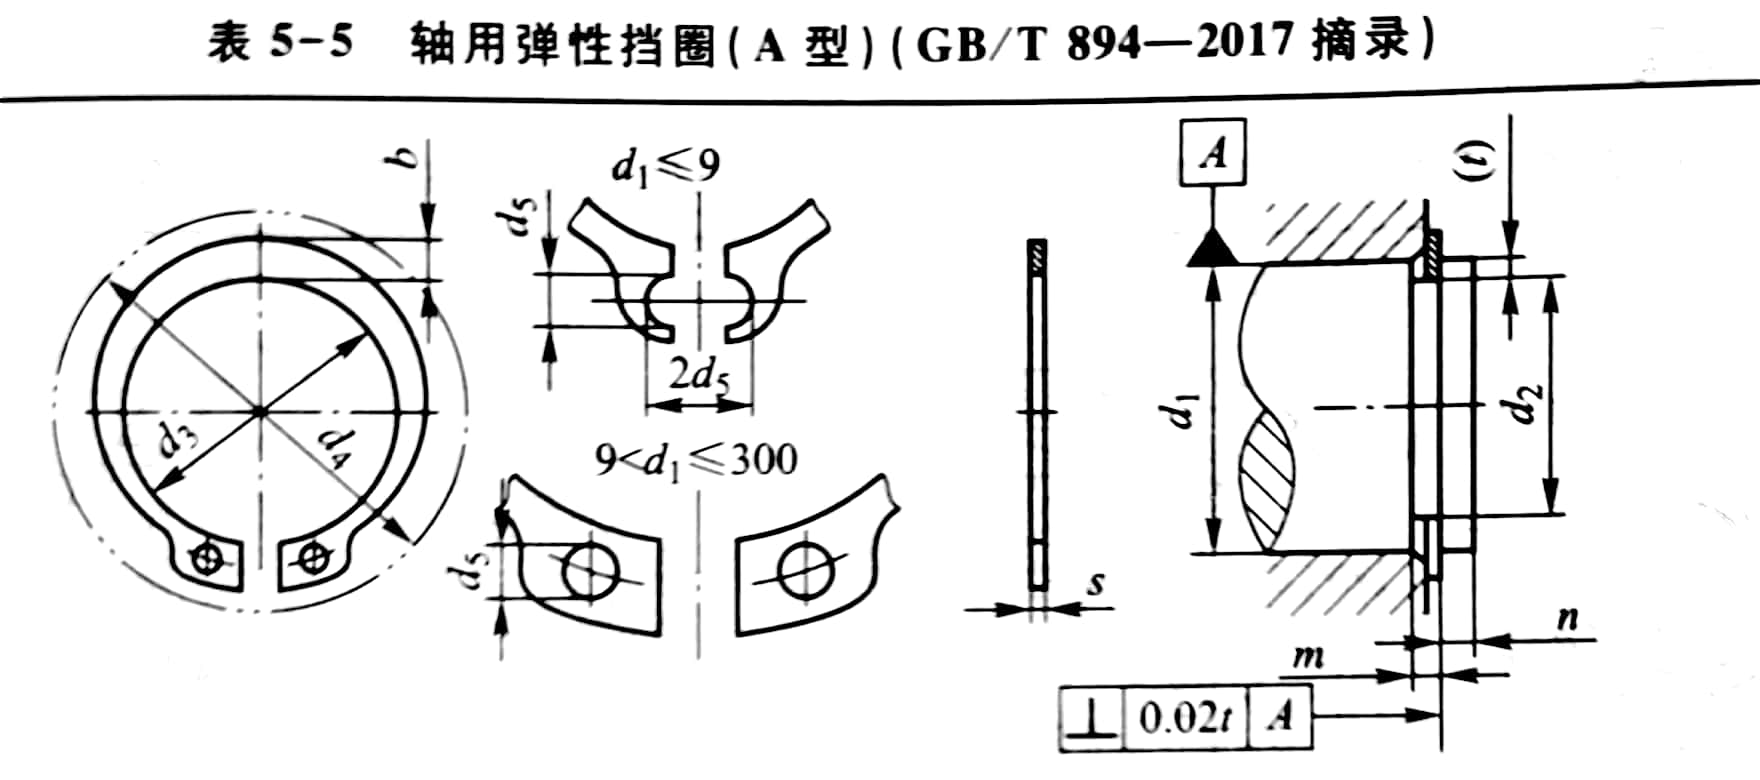 表 5-5 轴用弹性挡圈(A 型)(GB/T 894—2017 摘录)
b
d₁≤9
d₅
2d₅
d₃
d₄
9<d₁≤300
d₅
s
A
(t)
d₁
d₂
n
m
⊥ 0.02t A